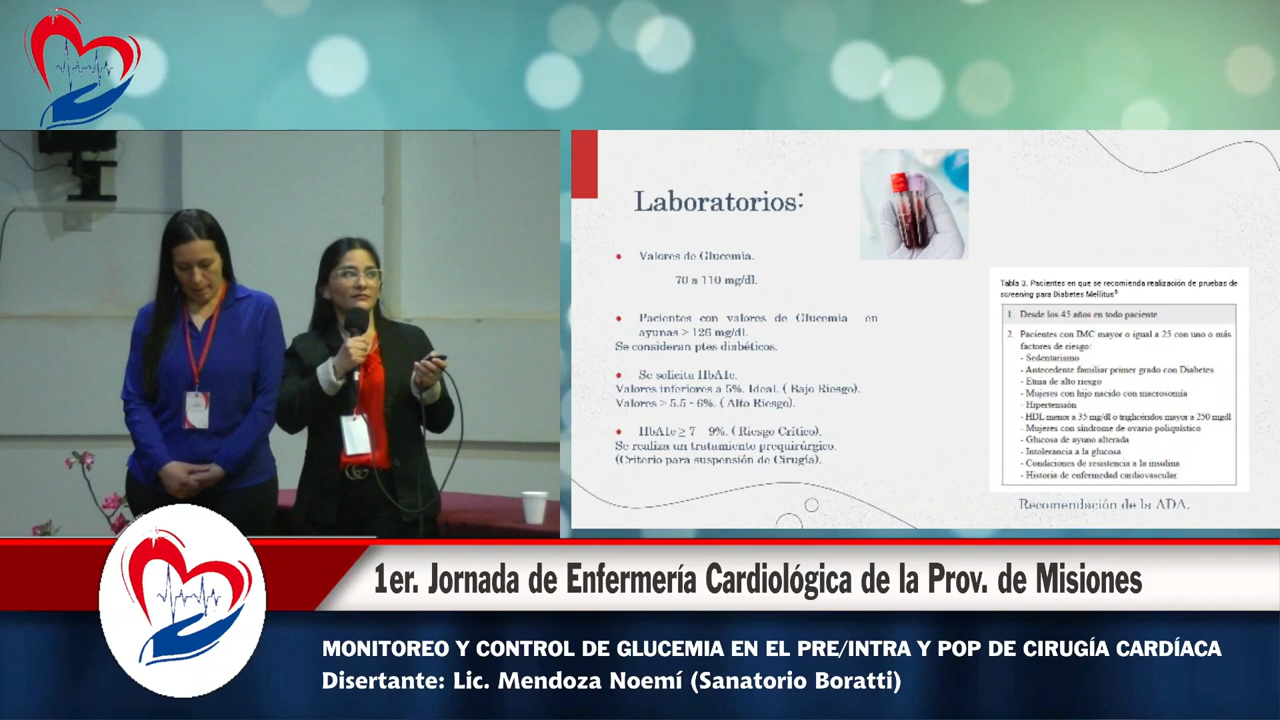 Laboratorios:
● Valores de Glucemia.
70 a 110 mg/dl.
● Pacientes con valores de Glucemia en
ayunas > 126 mg/dl.
Se consideran ptes diabéticos.
● Se solicita HbA1c.
Valores inferiores a 5%. Ideal. ( Bajo Riesgo).
Valores > 5.5 - 6%. ( Alto Riesgo).
● HbA1c ≥ 7 - 9%. ( Riesgo Crítico).
Se realiza un tratamiento prequirúrgico.
(Criterio para suspensión de Cirugía).
Tabla 3. Pacientes en que se recomienda realización de pruebas de
screening para Diabetes Mellitus
1. Desde los 45 años en todo paciente
2. Pacientes con IMC mayor o igual a 25 con uno o más
factores de riesgo:
- Sedentarismo
- Antecedente familiar primer grado con Diabetes
- Etnia de alto riesgo
- Mujeres con hijo nacido con macrosomía
- Hipertensión
- HDL menor a 35 mg/dl o triglicéridos mayor a 250 mgdl
- Mujeres con síndrome de ovario poliquístico
- Glucosa de ayuno alterada
- Intolerancia a la glucosa
- Condaciones de resistencia a la insulina
- Historia de enfermedad cardiovascular
Recomendación de la ADA.
1er. Jornada de Enfermería Cardiológica de la Prov. de Misiones
MONITOREO Y CONTROL DE GLUCEMIA EN EL PRE/INTRA Y POP DE CIRUGÍA CARDÍACA
Disertante: Lic. Mendoza Noemí (Sanatorio Boratti)